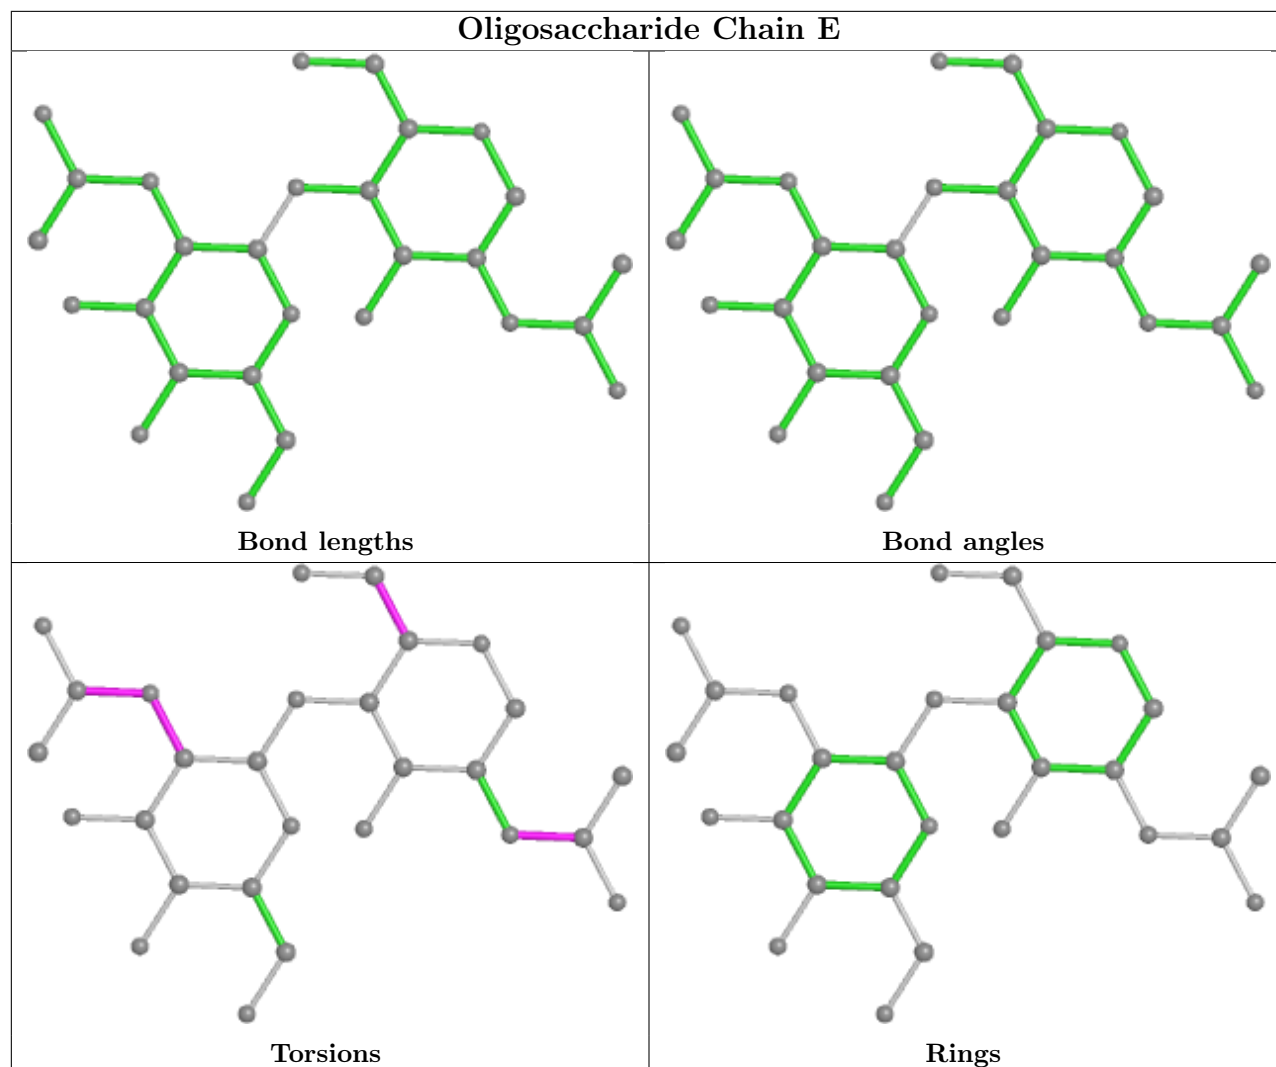 Oligosaccharide Chain E
Bond lengths
Bond angles
Torsions
Rings